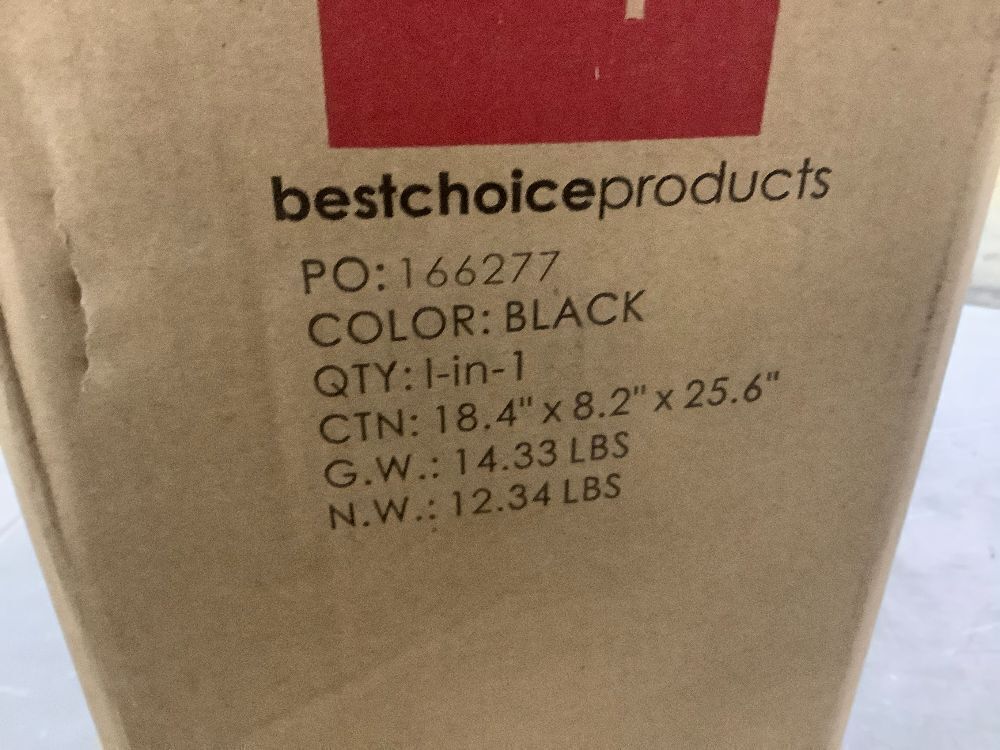 bestchoiceproducts
PO: 166277
COLOR: BLACK
QTY: 1-in-1
CTN: 18.4" x 8.2" x 25.6"
G.W.: 14.33 LBS
N.W.: 12.34 LBS